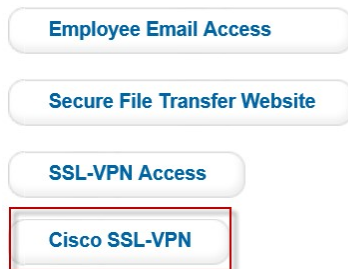 Employee Email Access
Secure File Transfer Website
SSL-VPN Access
Cisco SSL-VPN